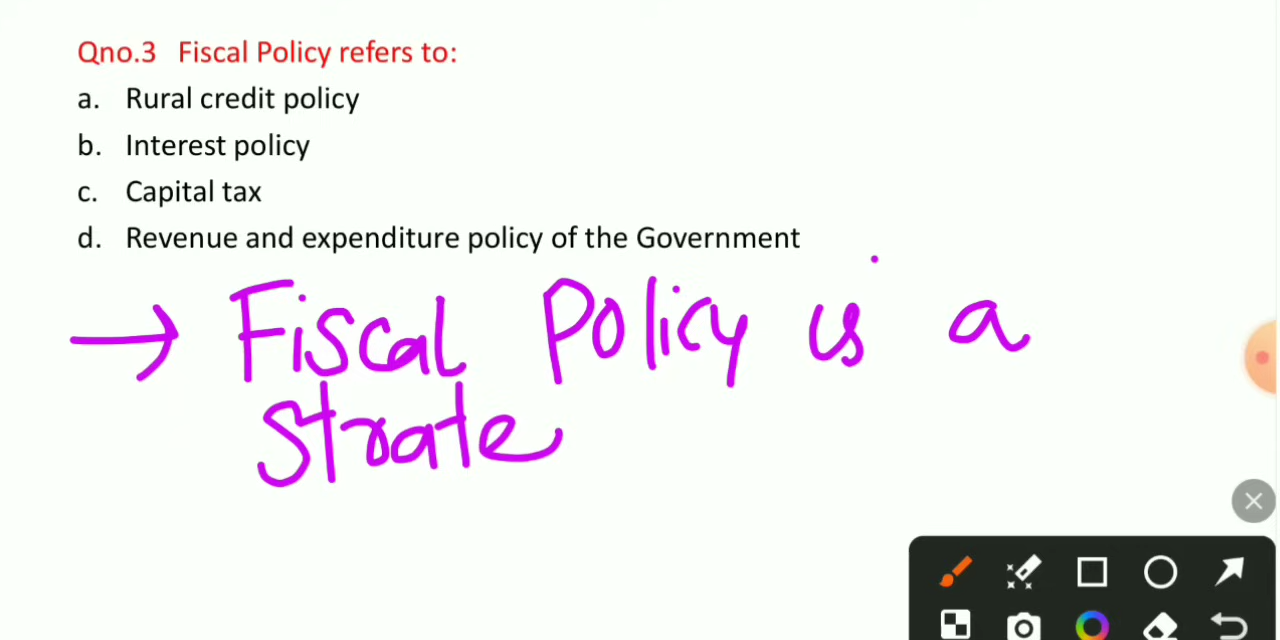 Qno.3 Fiscal Policy refers to:
a. Rural credit policy
b. Interest policy
c. Capital tax
d. Revenue and expenditure policy of the Government
→ Fiscal Policy is a
Strate